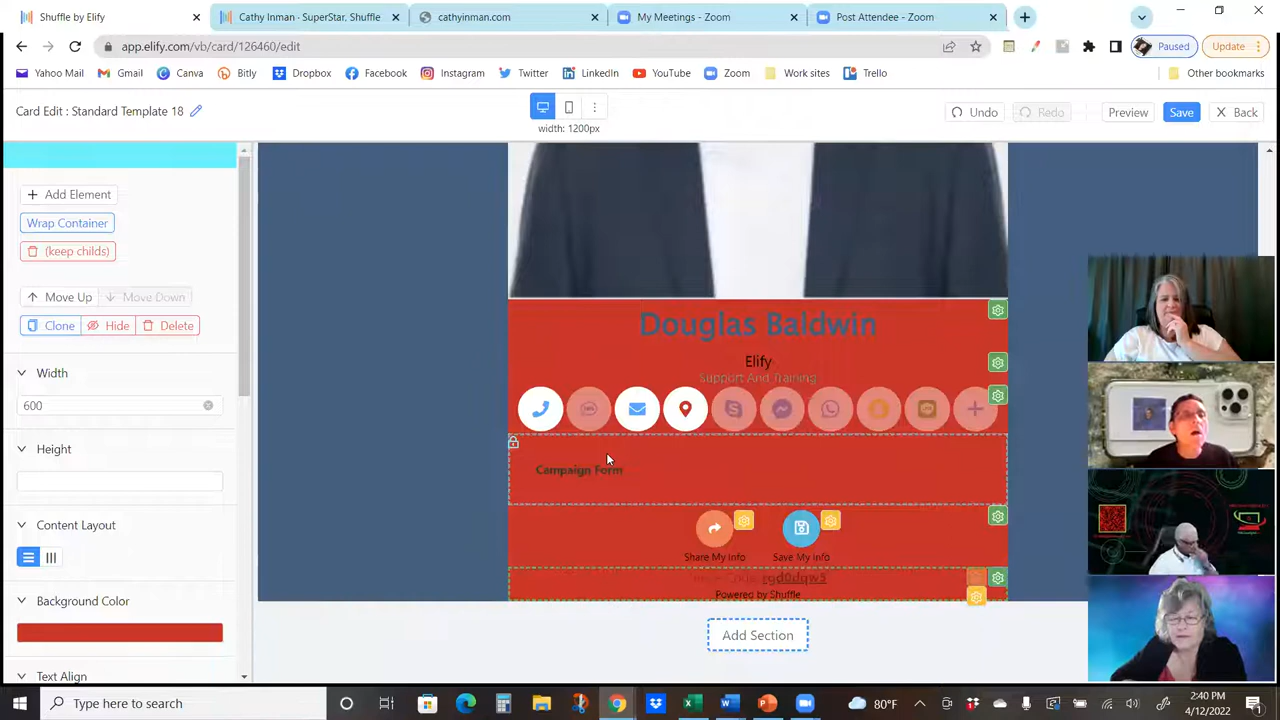 Shuffle by Elify
Cathy Inman - SuperStar, Shuffle
cathyinman.com
My Meetings - Zoom
Post Attendee - Zoom
app.elify.com/vb/card/126460/edit
Paused
Update
Yahoo Mail
Gmail
Canva
Bitly
Dropbox
Facebook
Instagram
Twitter
LinkedIn
YouTube
Zoom
Work sites
Trello
Other bookmarks
Card Edit : Standard Template 18
width: 1200px
Undo
Redo
Preview
Save
Back
Add Element
Wrap Container
(keep childs)
Move Up
Move Down
Clone
Hide
Delete
Width
600
Height
Content Layout
Background Color
Text Align
Douglas Baldwin
Elify
Support And Training
Campaign Form
Share My Info
Save My info
rgd0dqw5
Powered by Shuffle
Add Section
Type here to search
80°F
2:40 PM
4/12/2022